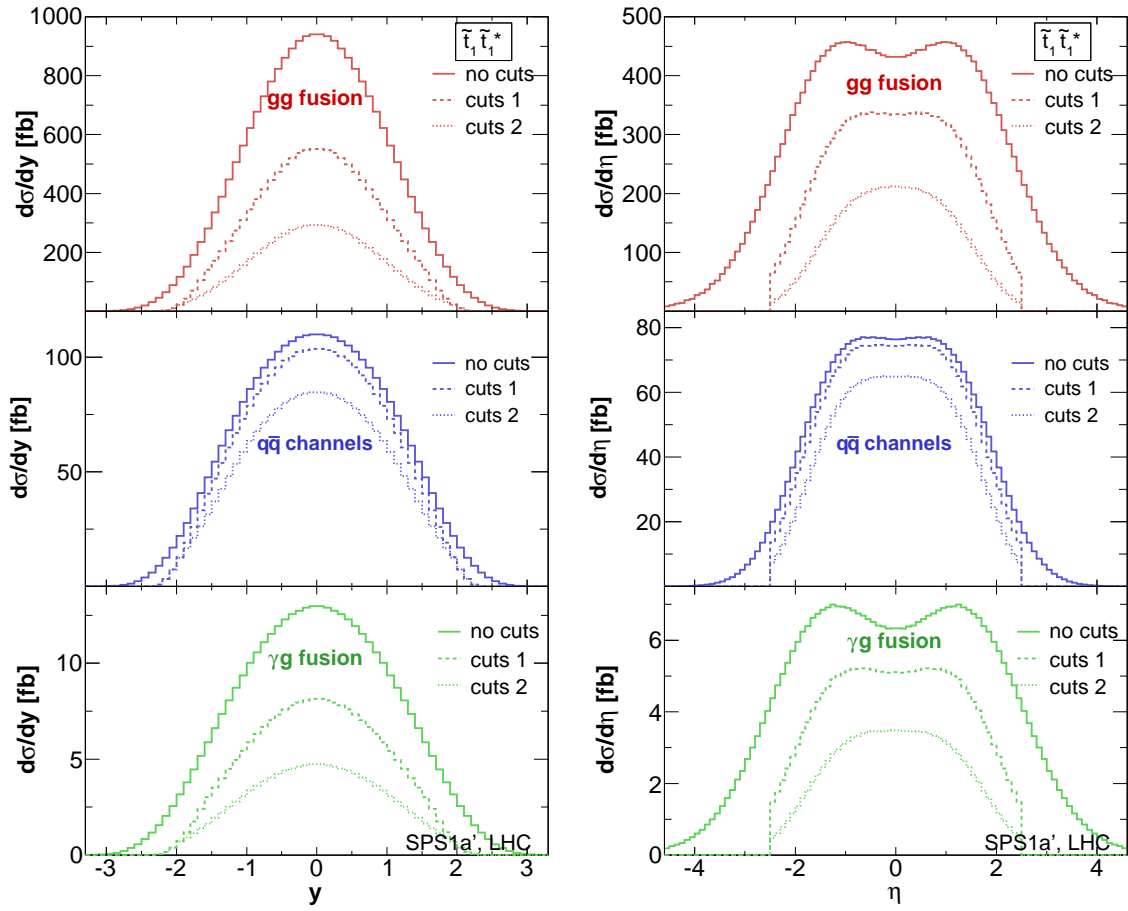 1000
800
600
400
200
dσ/dy [fb]
t̃₁ t̃₁*
gg fusion
no cuts
cuts 1
cuts 2
100
50
dσ/dy [fb]
qq̅ channels
no cuts
cuts 1
cuts 2
10
5
0
dσ/dy [fb]
γg fusion
no cuts
cuts 1
cuts 2
SPS1a', LHC
-3 -2 -1 0 1 2 3
y
500
400
300
200
100
0
dσ/dη [fb]
t̃₁ t̃₁*
gg fusion
no cuts
cuts 1
cuts 2
80
60
40
20
dσ/dη [fb]
qq̅ channels
no cuts
cuts 1
cuts 2
6
4
2
0
dσ/dη [fb]
γg fusion
no cuts
cuts 1
cuts 2
SPS1a', LHC
-4 -2 0 2 4
η